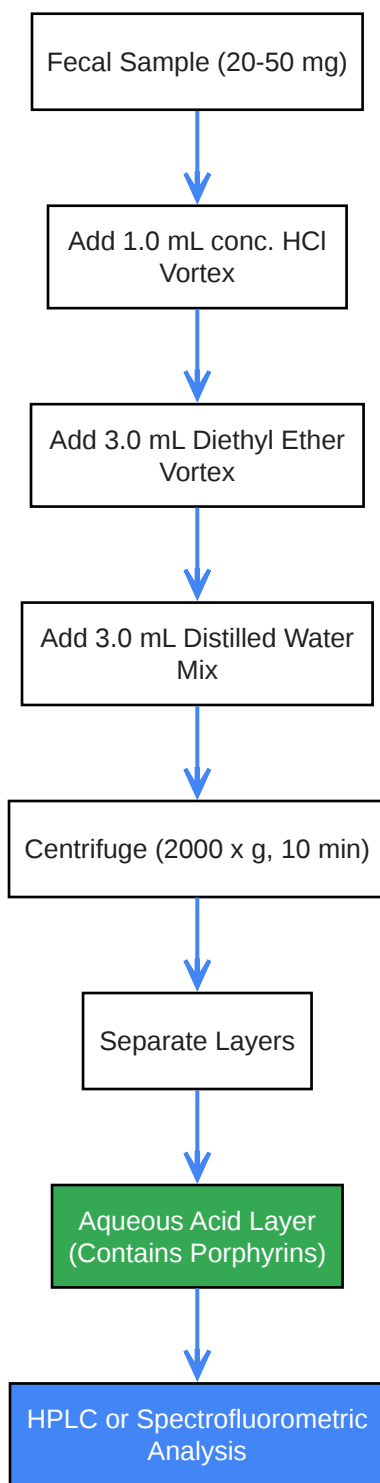 Fecal Sample (20-50 mg)
Add 1.0 mL conc. HCl
Vortex
Add 3.0 mL Diethyl Ether
Vortex
Add 3.0 mL Distilled Water
Mix
Centrifuge (2000 x g, 10 min)
Separate Layers
Aqueous Acid Layer
(Contains Porphyrins)
HPLC or Spectrofluorometric
Analysis